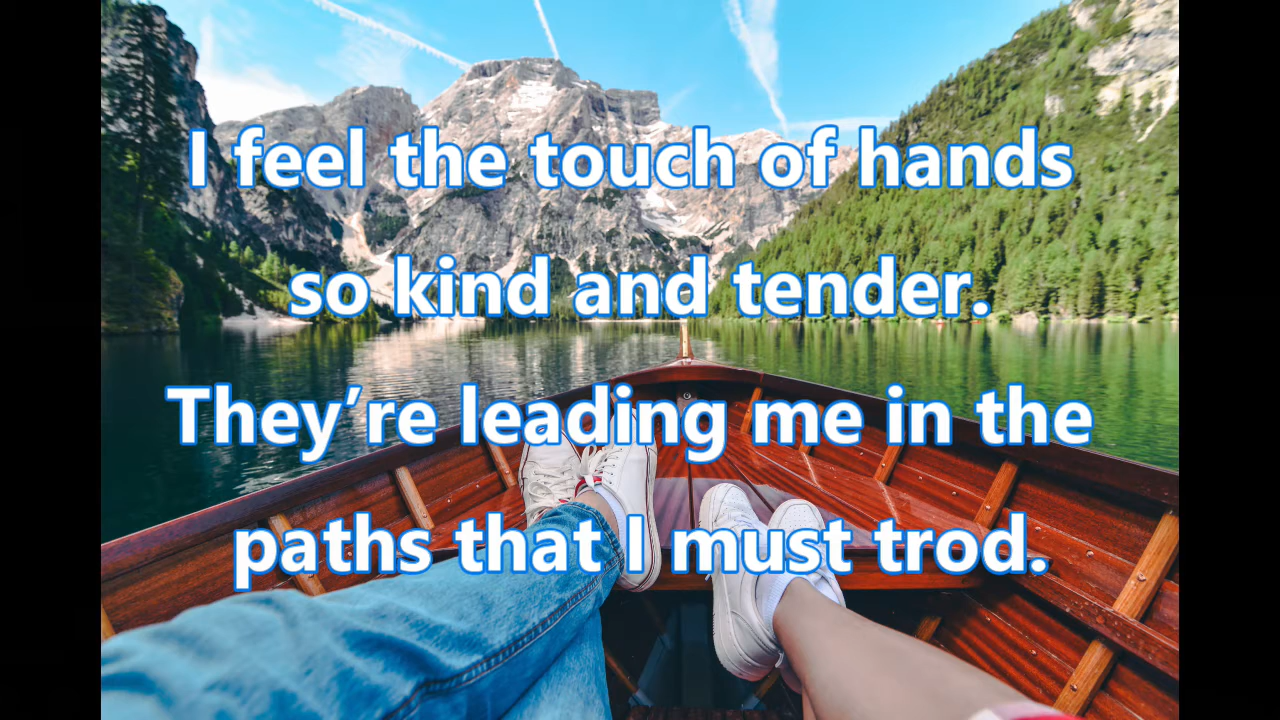 I feel the touch of hands
so kind and tender.
They’re leading me in the
paths that I must trod.